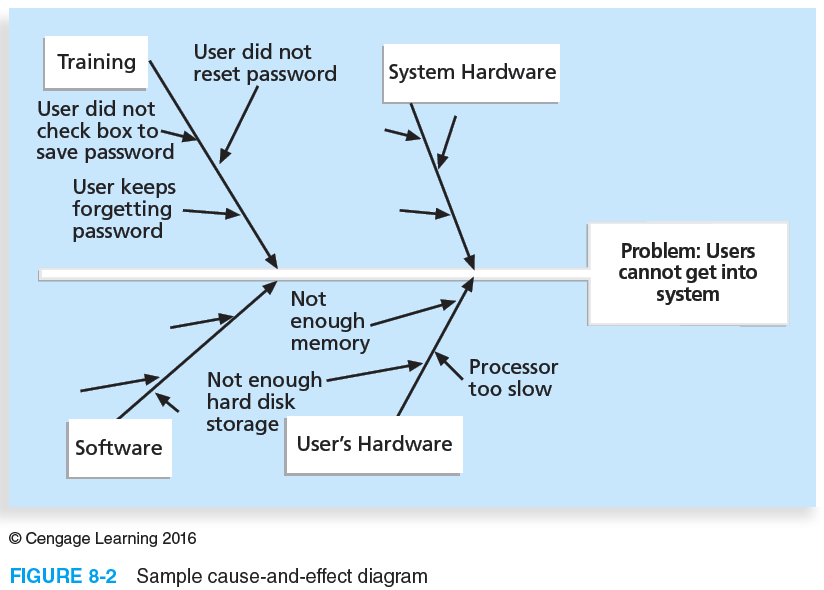 Training
User did not
reset password
System Hardware
User did not
check box to
save password
User keeps
forgetting
password
Problem: Users
cannot get into
system
Not
enough
memory
Not enough
hard disk
storage
Processor
too slow
Software
User’s Hardware
© Cengage Learning 2016
FIGURE 8-2 Sample cause-and-effect diagram